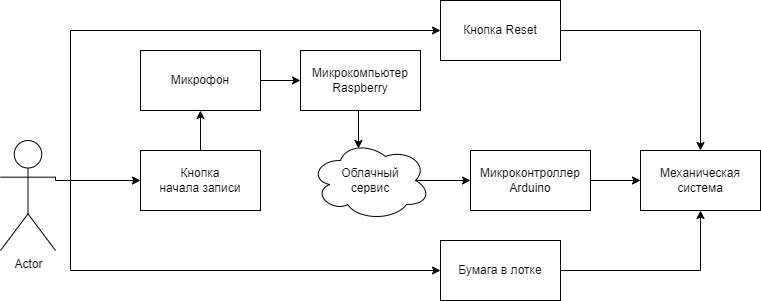 Кнопка Reset
Микрофон
Микрокомпьютер
Raspberry
Кнопка
начала записи
Облачный
сервис
Микроконтроллер
Arduino
Механическая
система
Actor
Бумага в лотке